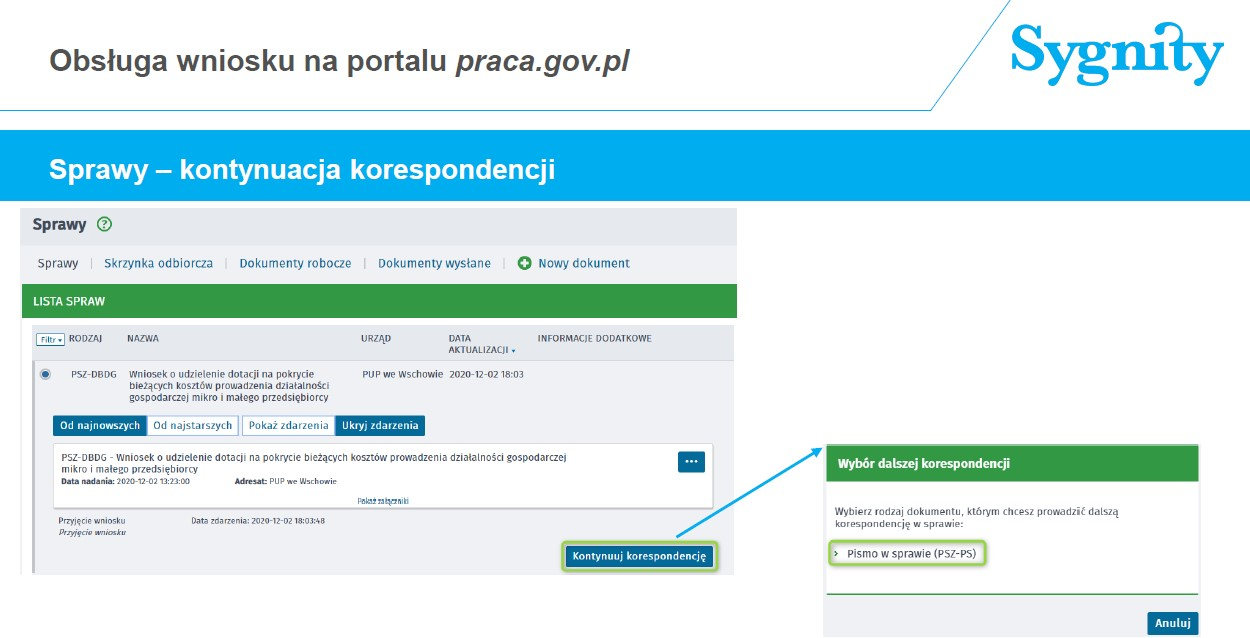 Obsługa wniosku na portalu praca.gov.pl
Sygnity
Sprawy – kontynuacja korespondencji
Sprawy ?
Sprawy | Skrzynka odbiorcza | Dokumenty robocze | Dokumenty wysłane | Nowy dokument
LISTA SPRAW
Filtr RODZAJ NAZWA URZĄD DATA INFORMACJE DODATKOWE
AKTUALIZACJI
PSZ-DBDG Wniosek o udzielenie dotacji na pokrycie PUP we Wschowie 2020-12-02 18:03
bieżących kosztów prowadzenia działalności
gospodarczej mikro i małego przedsiębiorcy
Od najnowszych Od najstarszych Pokaż zdarzenia Ukryj zdarzenia
PSZ-DBDG - Wniosek o udzielenie dotacji na pokrycie bieżących kosztów prowadzenia działalności gospodarczej
mikro i małego przedsiębiorcy
Data nadania: 2020-12-02 13:23:00 Adresat: PUP we Wschowie
Pokaż załączniki
Przyjęcie wniosku Data zdarzenia: 2020-12-02 18:03:48
Przyjęcie wniosku
Kontynuuj korespondencję
Wybór dalszej korespondencji
Wybierz rodzaj dokumentu, którym chcesz prowadzić dalszą
korespondencję w sprawie:
› Pismo w sprawie (PSZ-PS)
Anuluj